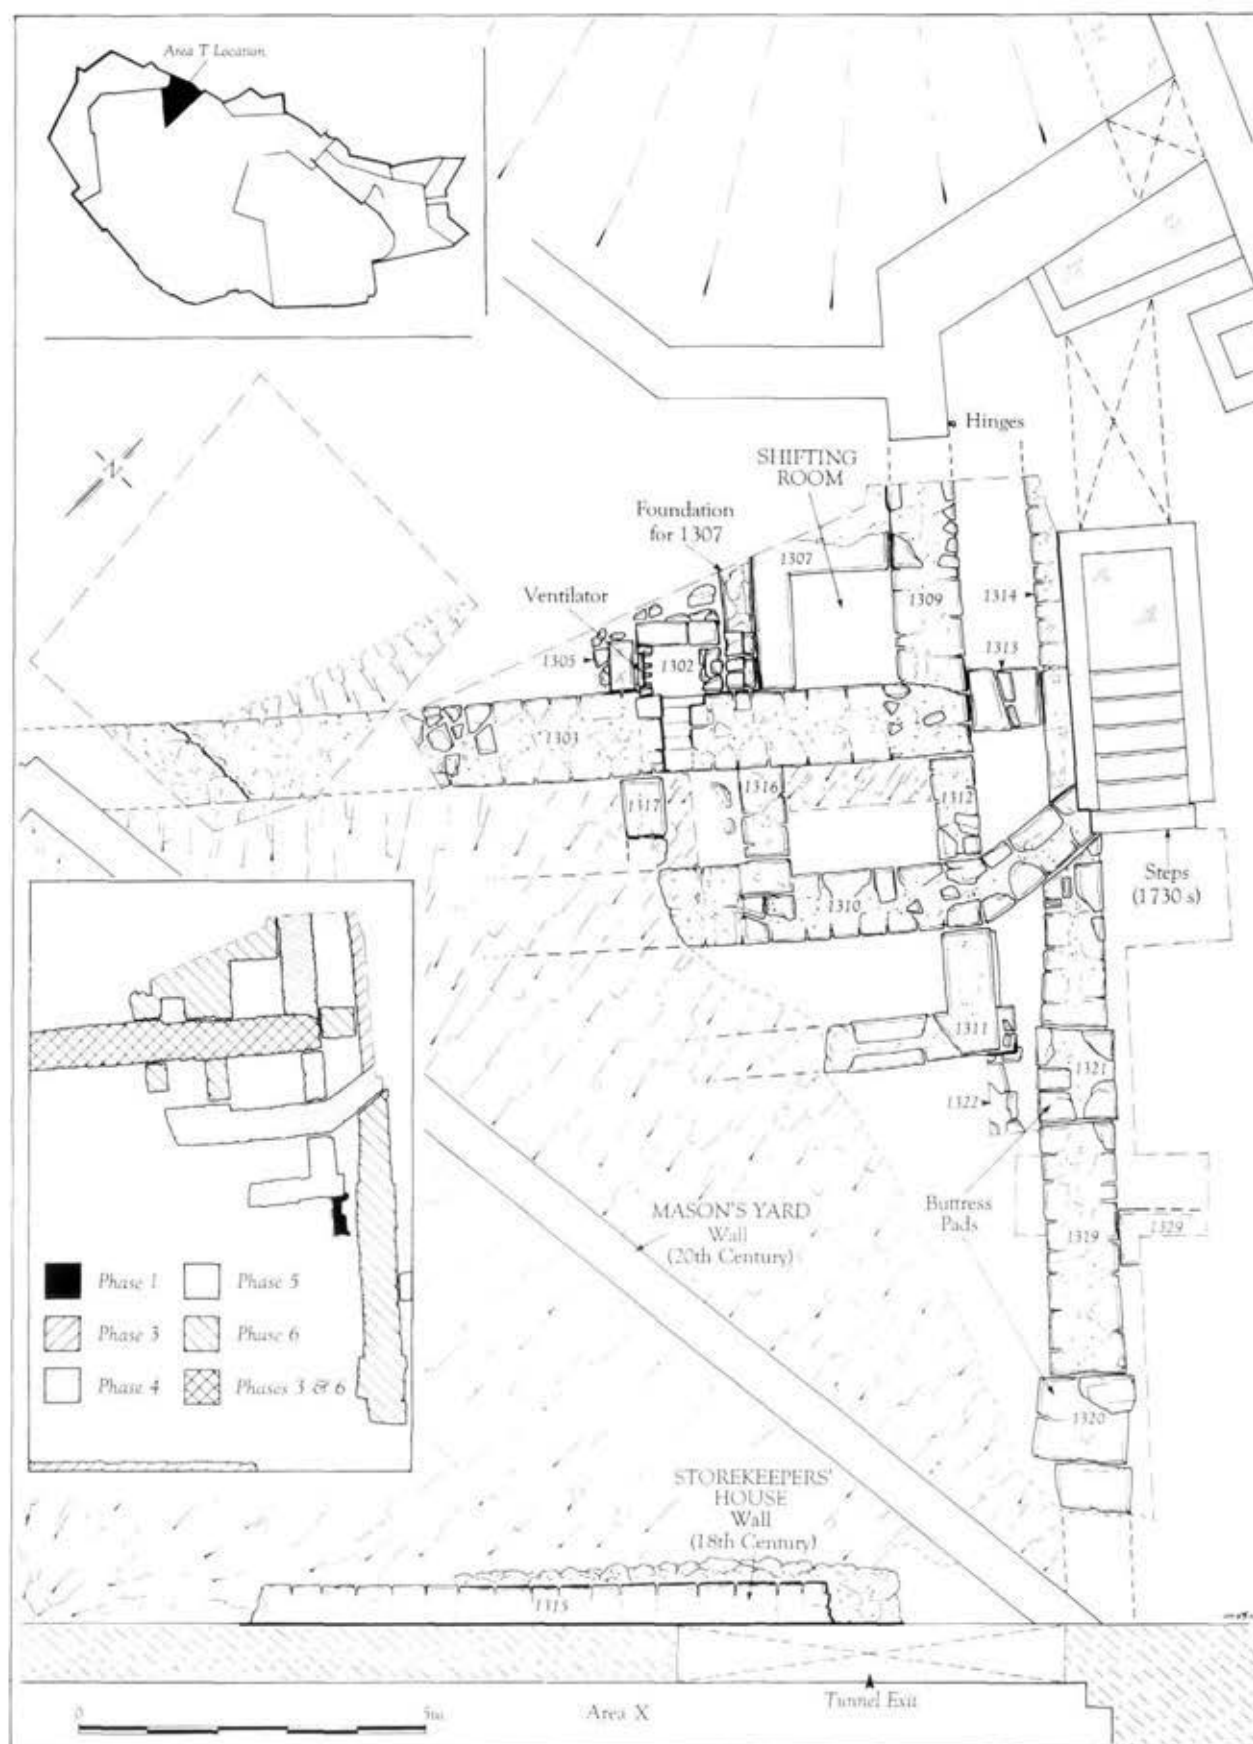 Area T Location
N
Hinges
SHIFTING
ROOM
Foundation
for 1307
1307
Ventilator
1309
1314
1305
1302
1313
1303
1316
1317
1312
Steps
(1730 s)
1310
1311
1321
1322
Buttress
Pads
MASON'S YARD
Wall
(20th Century)
1319
1329
Phase 1
Phase 5
Phase 3
Phase 6
Phase 4
Phases 3 & 6
1320
STOREKEEPERS'
HOUSE
Wall
(18th Century)
1315
0
5m
Area X
Tunnel Exit